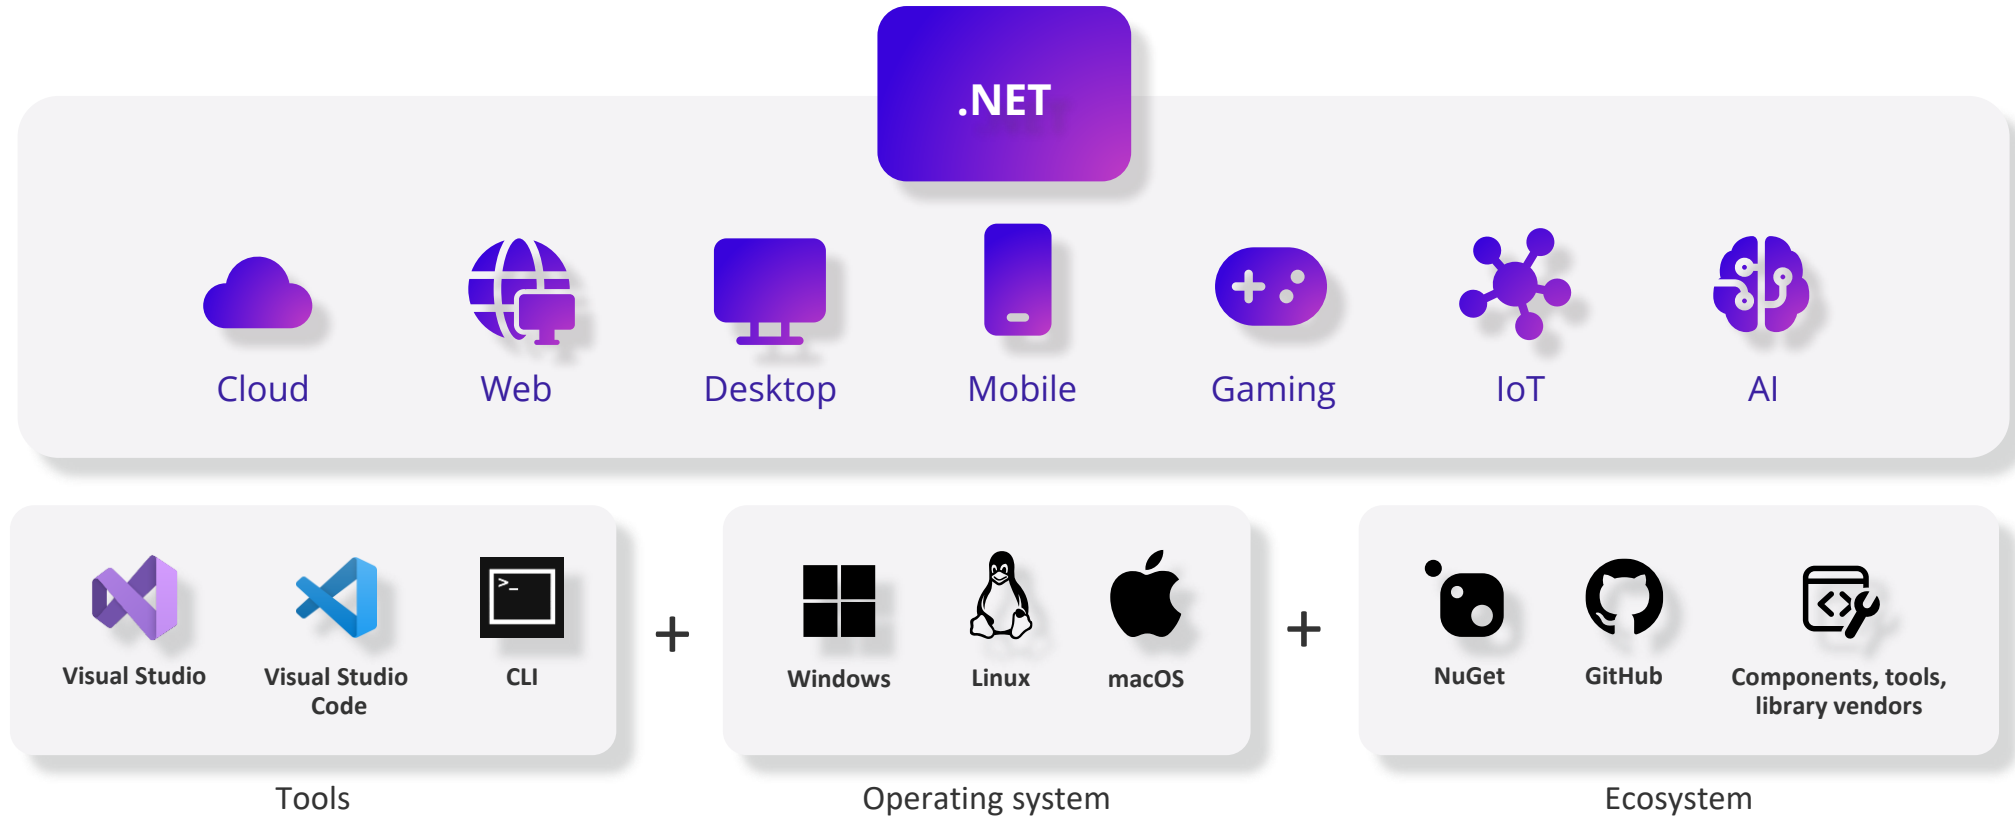 .NET
Cloud
Web
Desktop
Mobile
Gaming
IoT
AI
>_
Visual Studio
Visual Studio
Code
CLI
+
Windows
Linux
macOS
+
NuGet
GitHub
Components, tools,
library vendors
Tools
Operating system
Ecosystem